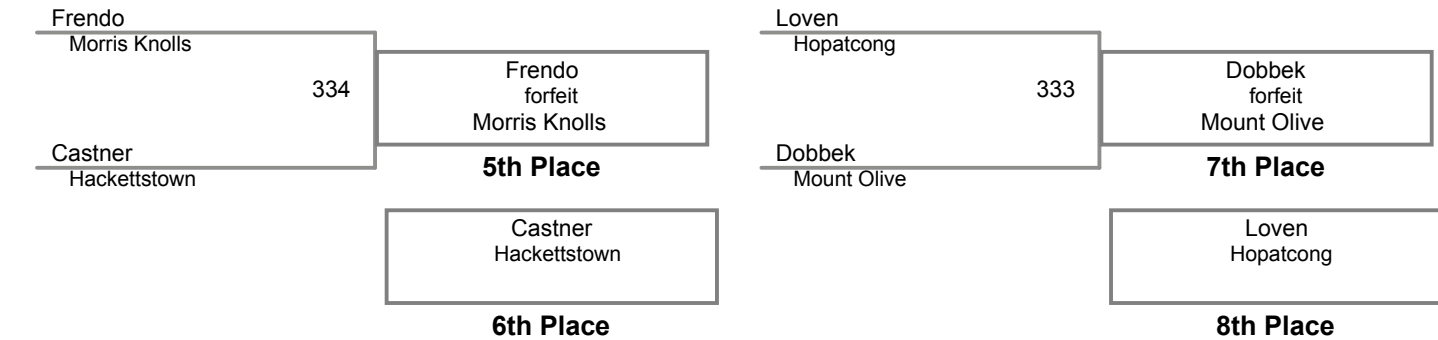 Frendo
Morris Knolls
334
Castner
Hackettstown
Frendo
forfeit
Morris Knolls
5th Place
Castner
Hackettstown
6th Place
Loven
Hopatcong
333
Dobbek
Mount Olive
Dobbek
forfeit
Mount Olive
7th Place
Loven
Hopatcong
8th Place